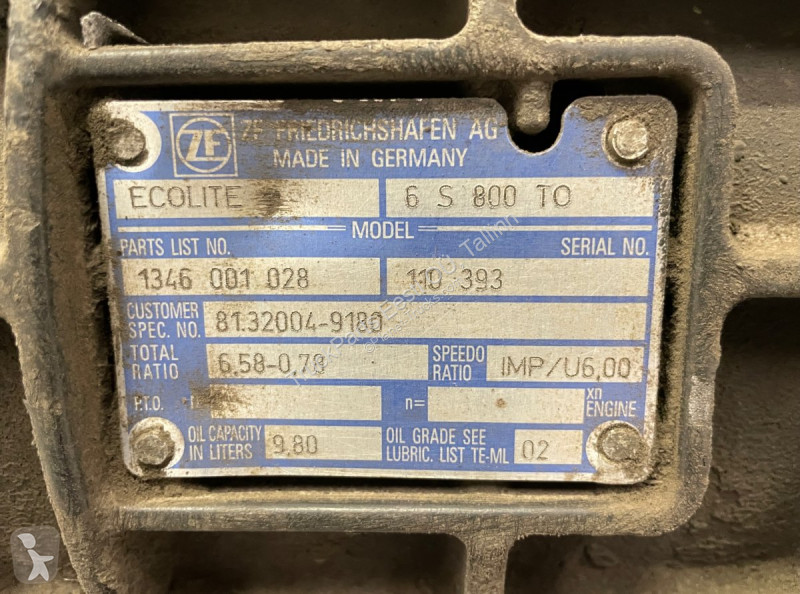 ZF
ZF FRIEDRICHSHAFEN AG
MADE IN GERMANY
ECOLITE 6 S 800 TO
MODEL
PARTS LIST NO. SERIAL NO.
1346 001 028 110 393
CUSTOMER
SPEC. NO. 81.32004-9180
TOTAL
RATIO 6,58-0,78 SPEEDO
RATIO IMP/U6,00
P.T.O. n= xn
ENGINE
OIL CAPACITY
IN LITERS 9,80 OIL GRADE SEE
LUBRIC. LIST TE-ML 02